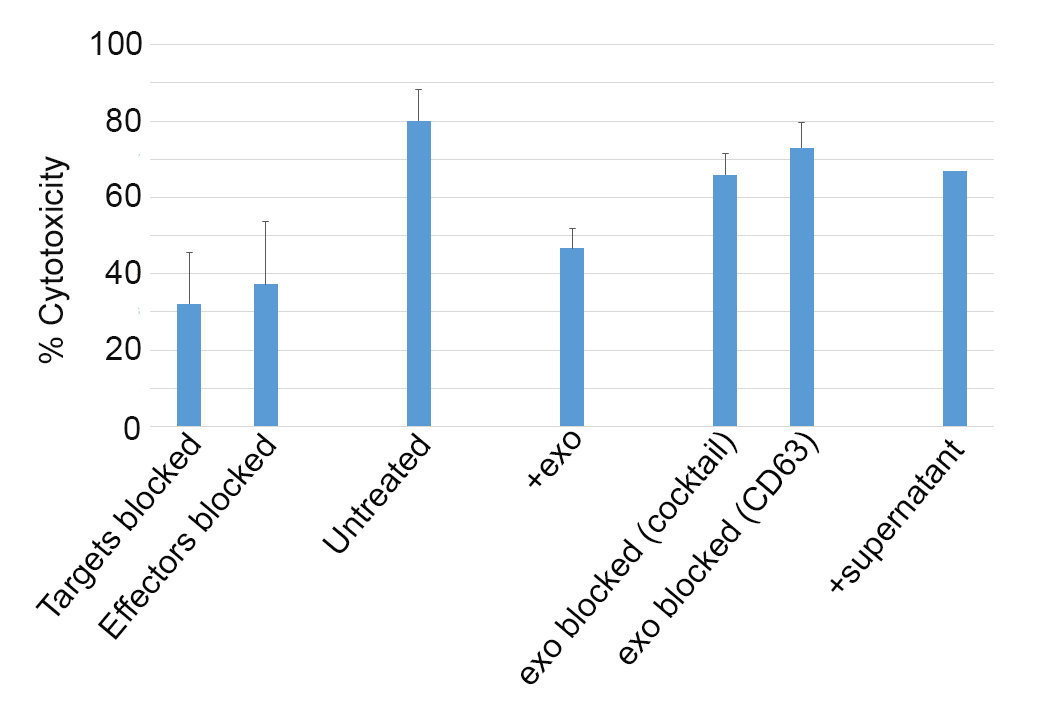 100
80
60
40
20
0
% Cytotoxicity
Targets blocked
Effectors blocked
Untreated
+exo
exo blocked (cocktail)
exo blocked (CD63)
+supernatant